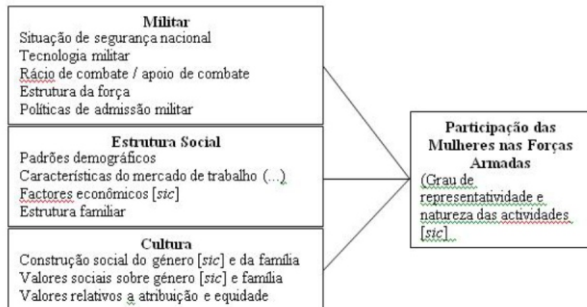 Militar
Situação de segurança nacional
Tecnologia militar
Rácio de combate / apoio de combate
Estrutura da força
Políticas de admissão militar
Estrutura Social
Padrões demográficos
Características do mercado de trabalho (...)
Factores econômicos [sic]
Estrutura familiar
Cultura
Construção social do género [sic] e da família
Valores sociais sobre género [sic] e família
Valores relativos a atribuição e equidade
Participação das
Mulheres nas Forças
Armadas
(Grau de
representatividade e
natureza das actividades
[sic]